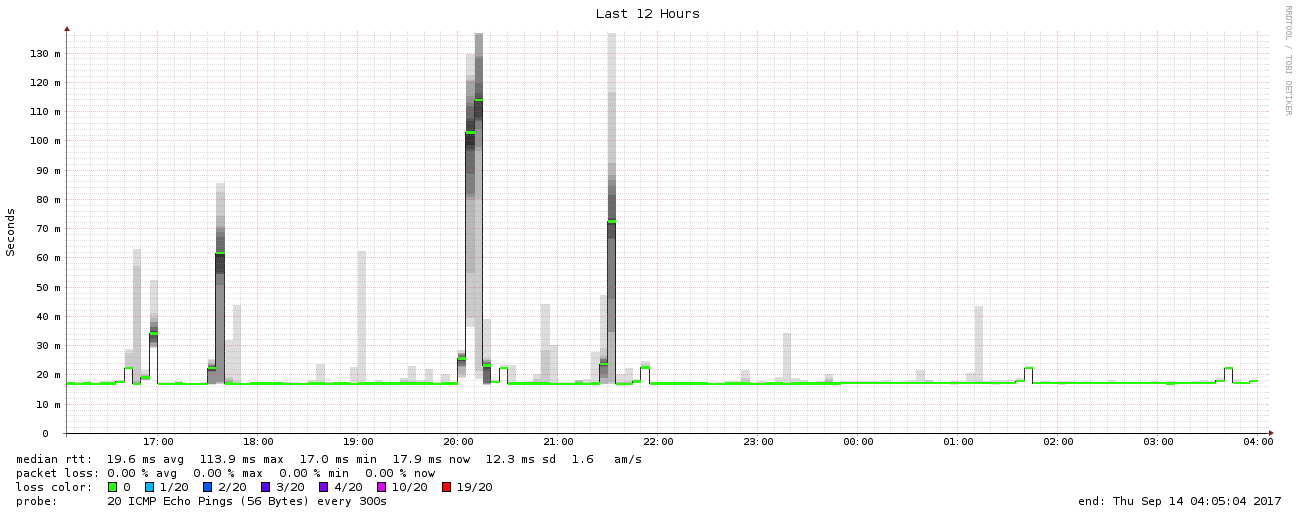 Last 12 Hours
RRDTOOL / TOBI OETIKER
Seconds
130 m
120 m
110 m
100 m
90 m
80 m
70 m
60 m
50 m
40 m
30 m
20 m
10 m
0
17:00 18:00 19:00 20:00 21:00 22:00 23:00 00:00 01:00 02:00 03:00 04:00
median rtt: 19.6 ms avg 113.9 ms max 17.0 ms min 17.9 ms now 12.3 ms sd 1.6 am/s
packet loss: 0.00 % avg 0.00 % max 0.00 % min 0.00 % now
loss color: 0 1/20 2/20 3/20 4/20 10/20 19/20
probe: 20 ICMP Echo Pings (56 Bytes) every 300s end: Thu Sep 14 04:05:04 2017